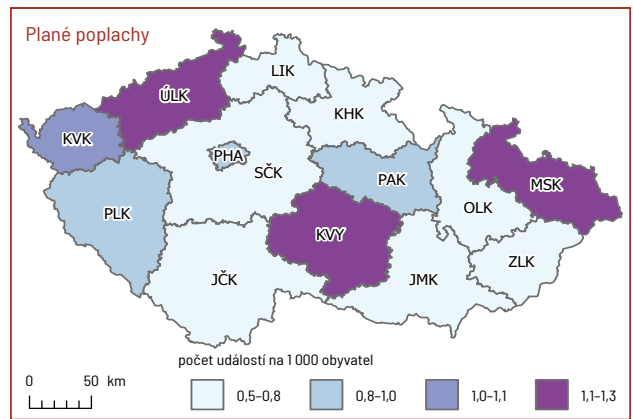 Plané poplachy
LIK
ÚLK
KHK
KVK
PHA
SČK
PAK
MSK
PLK
OLK
KVY
ZLK
JČK
JMK
počet událostí na 1 000 obyvatel
0 50 km
0,5–0,8 0,8–1,0 1,0–1,1 1,1–1,3